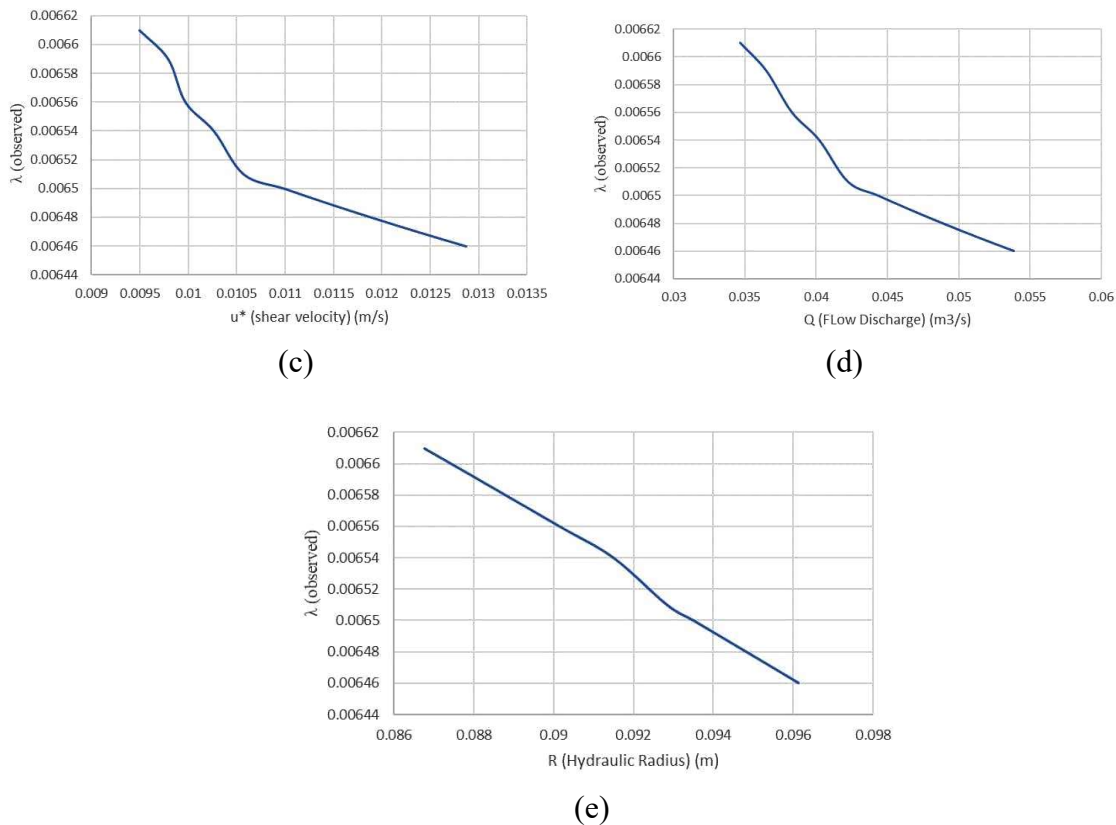 0.00662
0.0066
0.00658
0.00656
0.00654
0.00652
0.0065
0.00648
0.00646
0.00644
λ (observed)
0.009 0.0095 0.01 0.0105 0.011 0.0115 0.012 0.0125 0.013 0.0135
u* (shear velocity) (m/s)
(c)
0.00662
0.0066
0.00658
0.00656
0.00654
0.00652
0.0065
0.00648
0.00646
0.00644
λ (observed)
0.03 0.035 0.04 0.045 0.05 0.055 0.06
Q (FLow Discharge) (m3/s)
(d)
0.00662
0.0066
0.00658
0.00656
0.00654
0.00652
0.0065
0.00648
0.00646
0.00644
λ (observed)
0.086 0.088 0.09 0.092 0.094 0.096 0.098
R (Hydraulic Radius) (m)
(e)